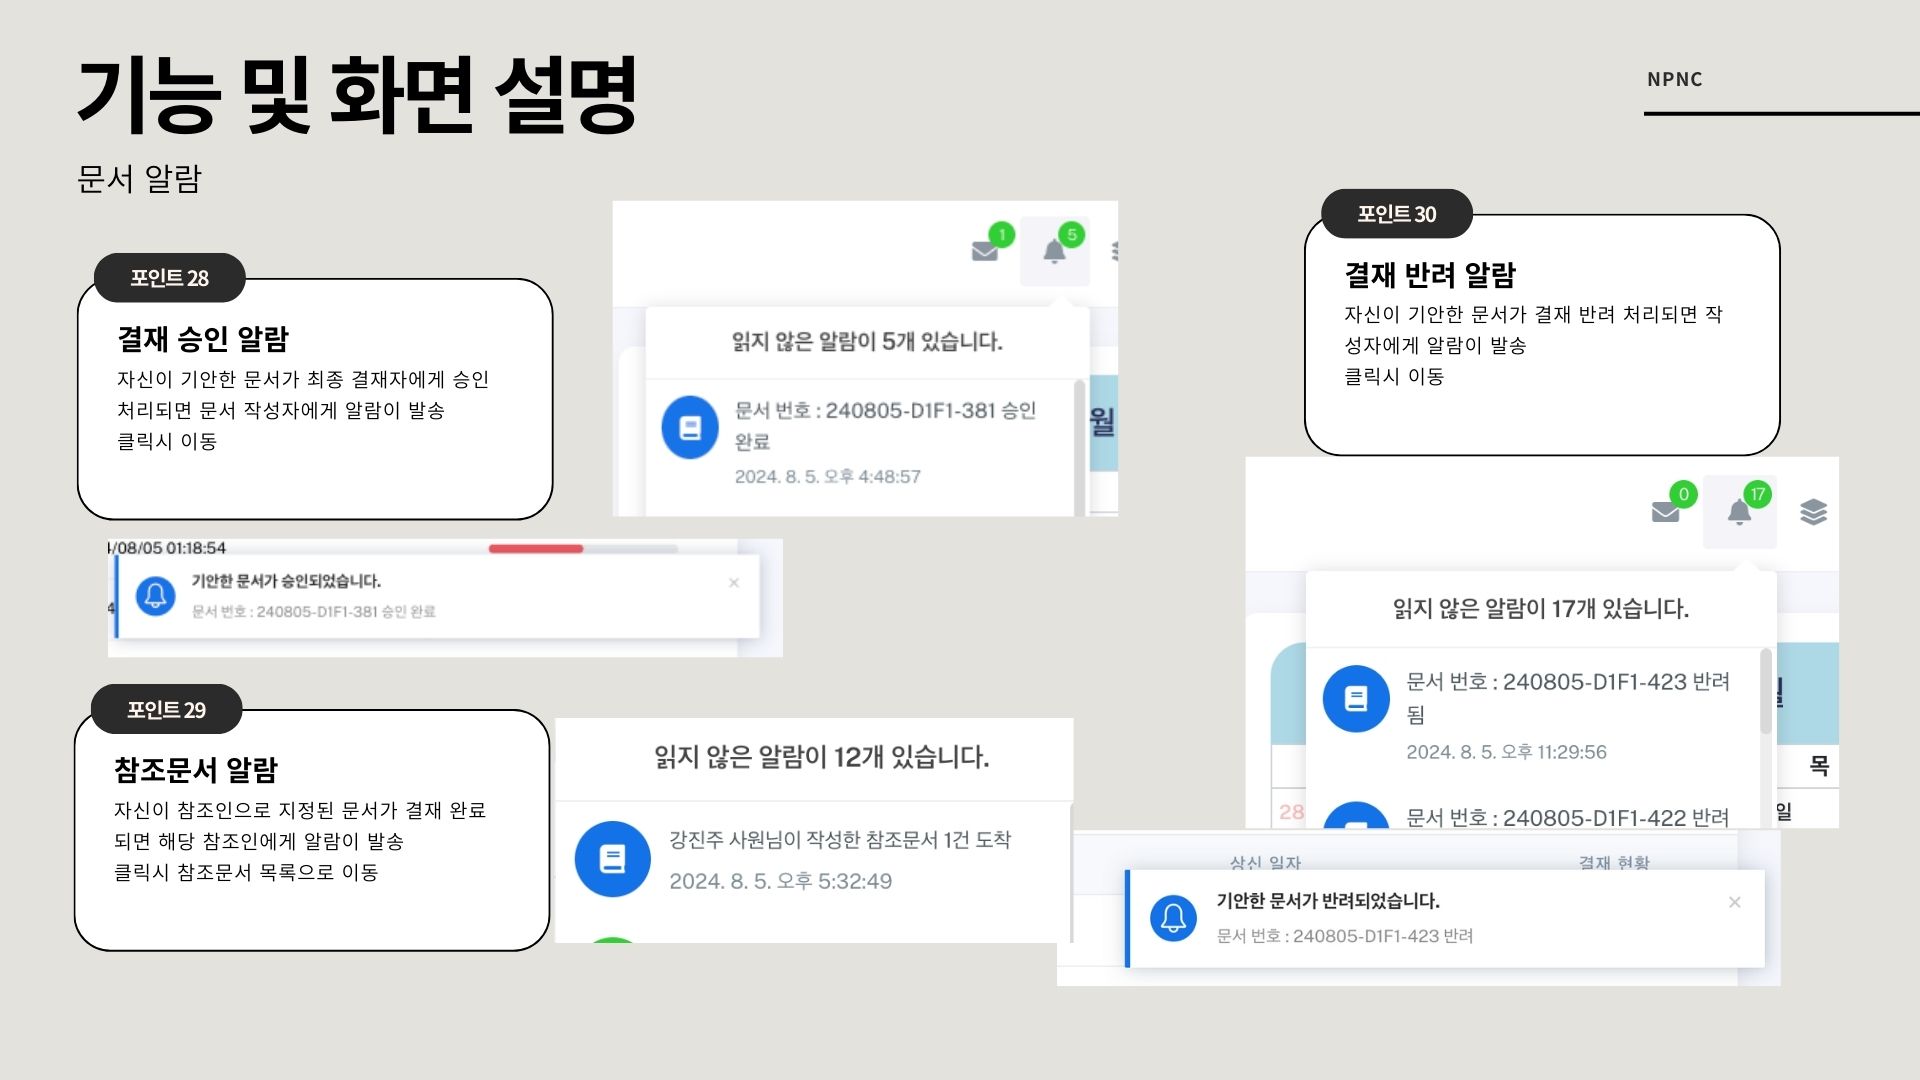 기능 및 화면 설명
NPNC
문서 알람
포인트 28
결재 승인 알람
자신이 기안한 문서가 최종 결재자에게 승인
처리되면 문서 작성자에게 알람이 발송
클릭시 이동
1
5
읽지 않은 알람이 5개 있습니다.
문서 번호 : 240805-D1F1-381 승인
완료
2024. 8. 5. 오후 4:48:57
월
/08/05 01:18:54
기안한 문서가 승인되었습니다.
×
문서 번호 : 240805-D1F1-381 승인 완료
4
포인트 29
참조문서 알람
자신이 참조인으로 지정된 문서가 결재 완료
되면 해당 참조인에게 알람이 발송
클릭시 참조문서 목록으로 이동
읽지 않은 알람이 12개 있습니다.
강진주 사원님이 작성한 참조문서 1건 도착
2024. 8. 5. 오후 5:32:49
포인트 30
결재 반려 알람
자신이 기안한 문서가 결재 반려 처리되면 작
성자에게 알람이 발송
클릭시 이동
0
17
읽지 않은 알람이 17개 있습니다.
문서 번호 : 240805-D1F1-423 반려
됨
2024. 8. 5. 오후 11:29:56
목
28
문서 번호 : 240805-D1F1-422 반려
일
상신 일자
결재 현황
기안한 문서가 반려되었습니다.
×
문서 번호 : 240805-D1F1-423 반려